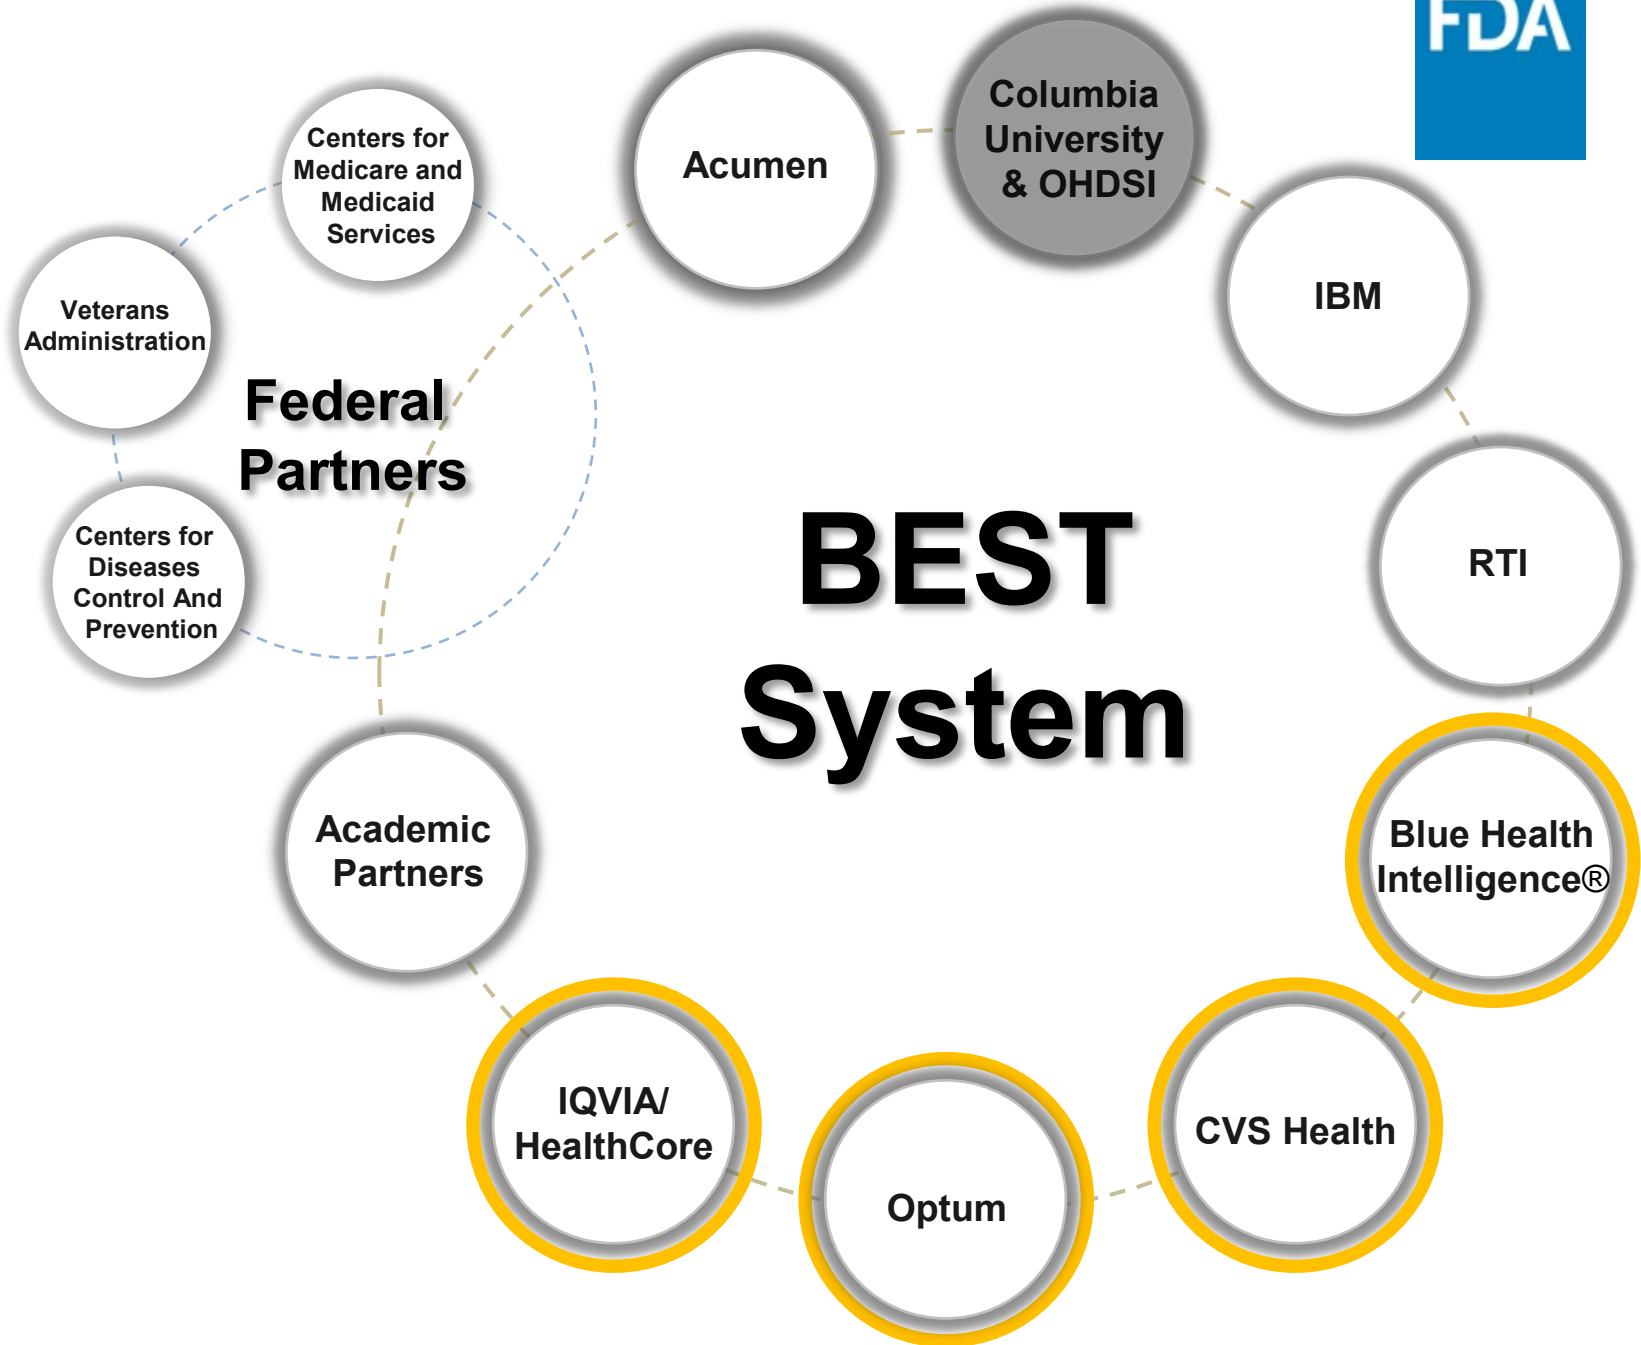 FDA
Centers for
Medicare and
Medicaid
Services
Acumen
Columbia
University
& OHDSI
IBM
Veterans
Administration
Federal
Partners
BEST
System
Centers for
Diseases
Control And
Prevention
RTI
Academic
Partners
Blue Health
Intelligence®
IQVIA/
HealthCore
Optum
CVS Health